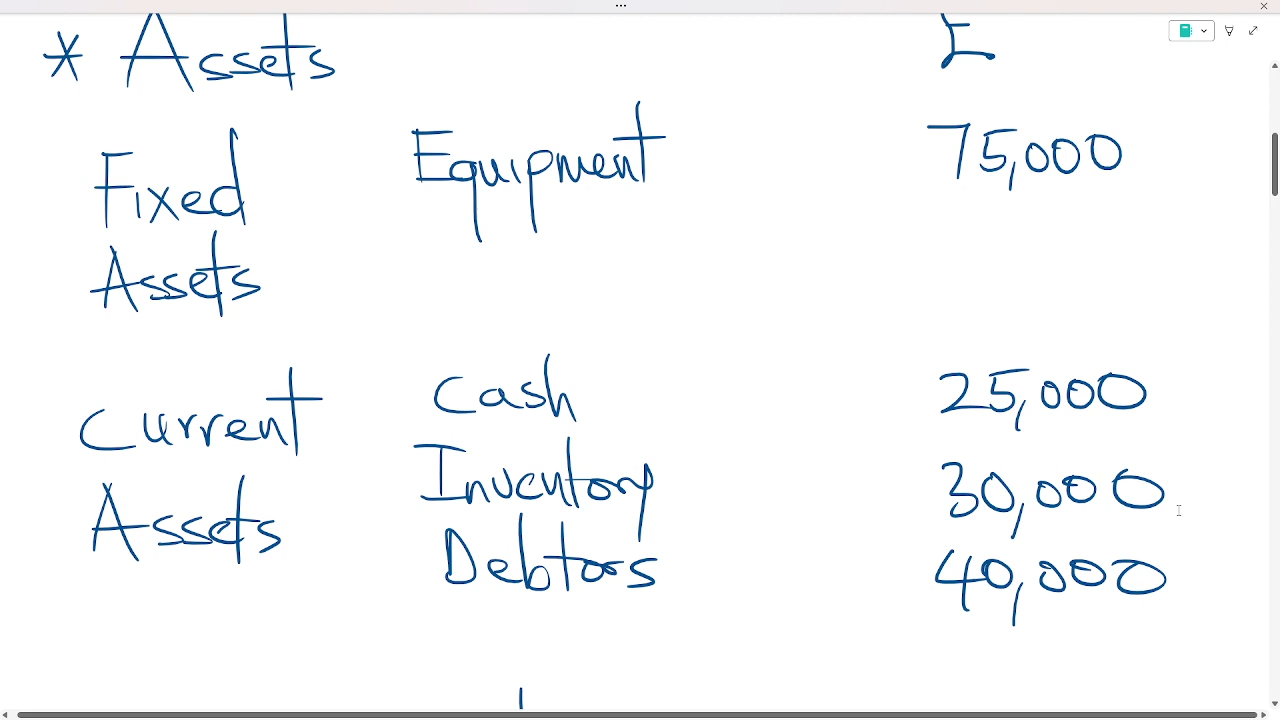 * Assets £
Fixed Equipment 75,000
Assets
Current Cash 25,000
Inventory 30,000
Assets
Debtors 40,000